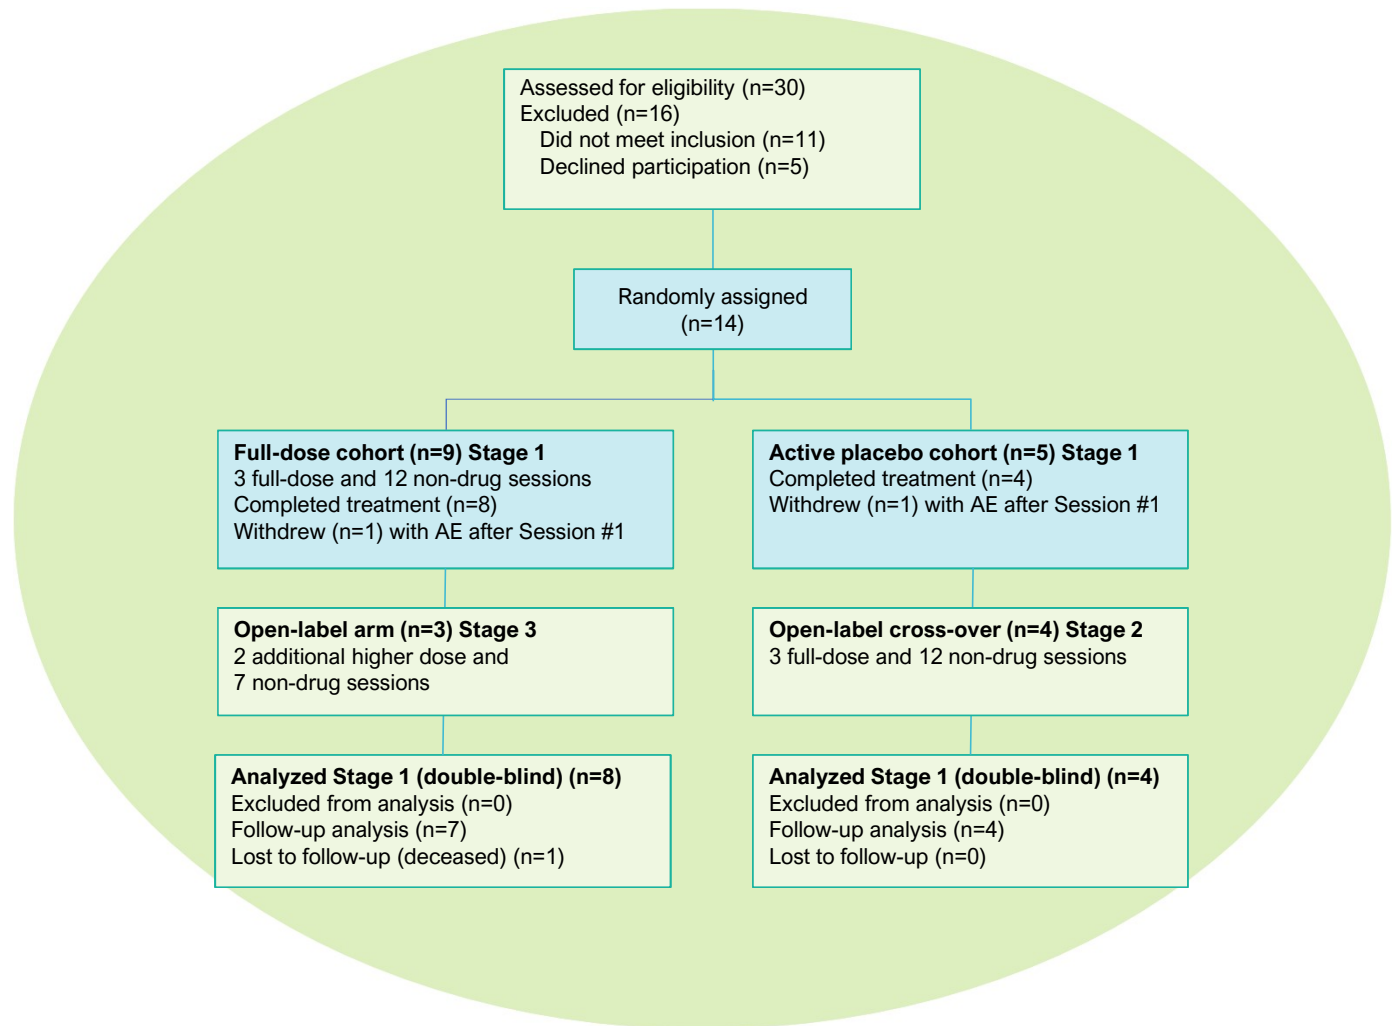 Assessed for eligibility (n=30)
Excluded (n=16)
Did not meet inclusion (n=11)
Declined participation (n=5)
Randomly assigned
(n=14)
Full-dose cohort (n=9) Stage 1
3 full-dose and 12 non-drug sessions
Completed treatment (n=8)
Withdrew (n=1) with AE after Session #1
Active placebo cohort (n=5) Stage 1
Completed treatment (n=4)
Withdrew (n=1) with AE after Session #1
Open-label arm (n=3) Stage 3
2 additional higher dose and
7 non-drug sessions
Open-label cross-over (n=4) Stage 2
3 full-dose and 12 non-drug sessions
Analyzed Stage 1 (double-blind) (n=8)
Excluded from analysis (n=0)
Follow-up analysis (n=7)
Lost to follow-up (deceased) (n=1)
Analyzed Stage 1 (double-blind) (n=4)
Excluded from analysis (n=0)
Follow-up analysis (n=4)
Lost to follow-up (n=0)